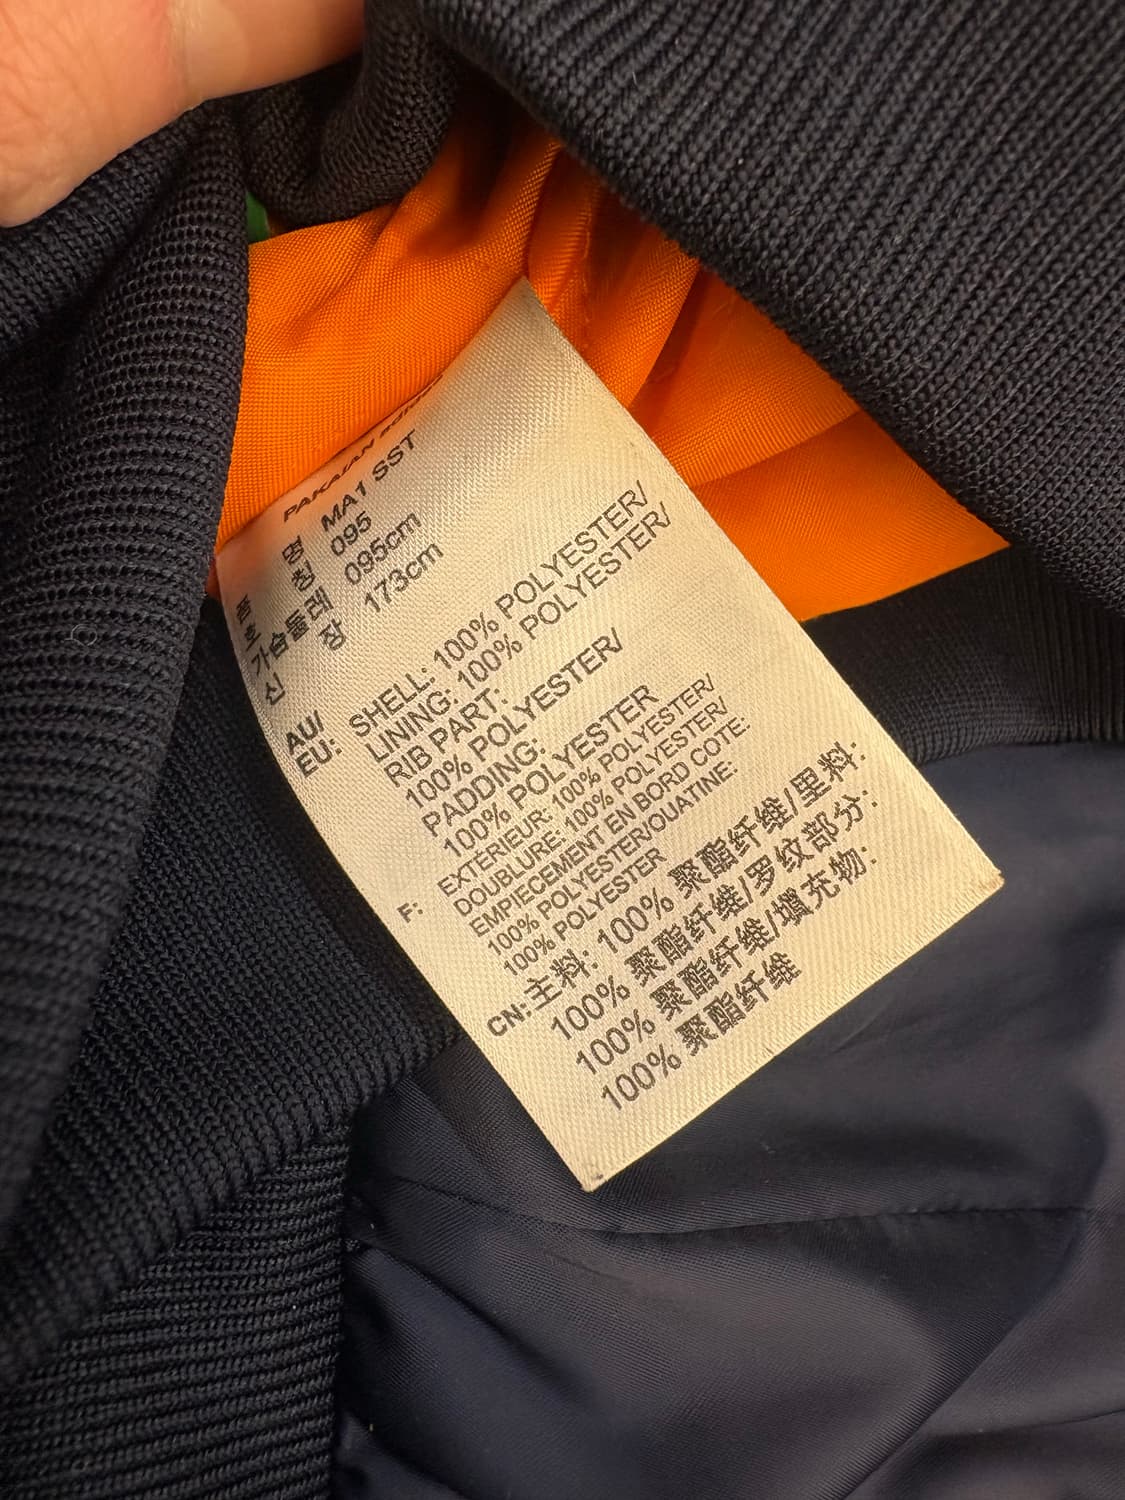 PAKAIAN
품 명 MA1 SST
호 칭 095
가슴둘레 095cm
신 장 173cm
AU/
EU:
SHELL: 100% POLYESTER/
LINING: 100% POLYESTER/
RIB PART:
100% POLYESTER/
PADDING:
100% POLYESTER
F:
EXTERIEUR: 100% POLYESTER/
DOUBLURE: 100% POLYESTER/
EMPIECEMENT EN BORD COTE:
100% POLYESTER/OUATINE:
100% POLYESTER
CN: 主料: 100% 聚酯纤维/里料:
100% 聚酯纤维/罗纹部分:
100% 聚酯纤维/填充物:
100% 聚酯纤维